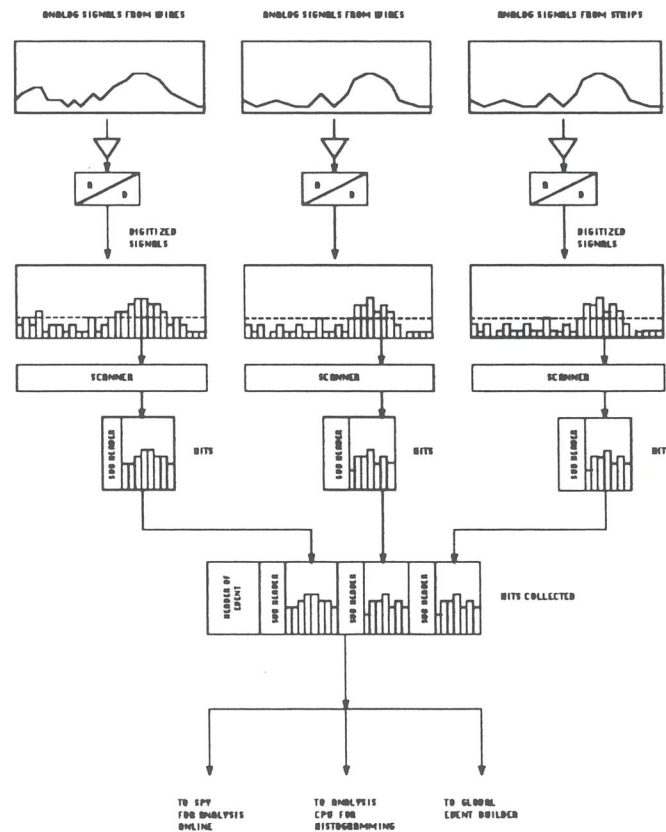 ANALOG SIGNALS FROM WIRES
ANALOG SIGNALS FROM WIRES
ANALOG SIGNALS FROM STRIPS
A
D
A
D
A
D
DIGITIZED
SIGNALS
DIGITIZED
SIGNALS
SCANNER
SCANNER
SCANNER
SUB HEADER
HITS
SUB HEADER
HITS
SUB HEADER
HIT
HEADER OF
EVENT
SUB HEADER
SUB HEADER
SUB HEADER
HITS COLLECTED
TO SPY
FOR ANALYSIS
ONLINE
TO ANALYSIS
CPU FOR
HISTOGRAMMING
TO GLOBAL
EVENT BUILDER